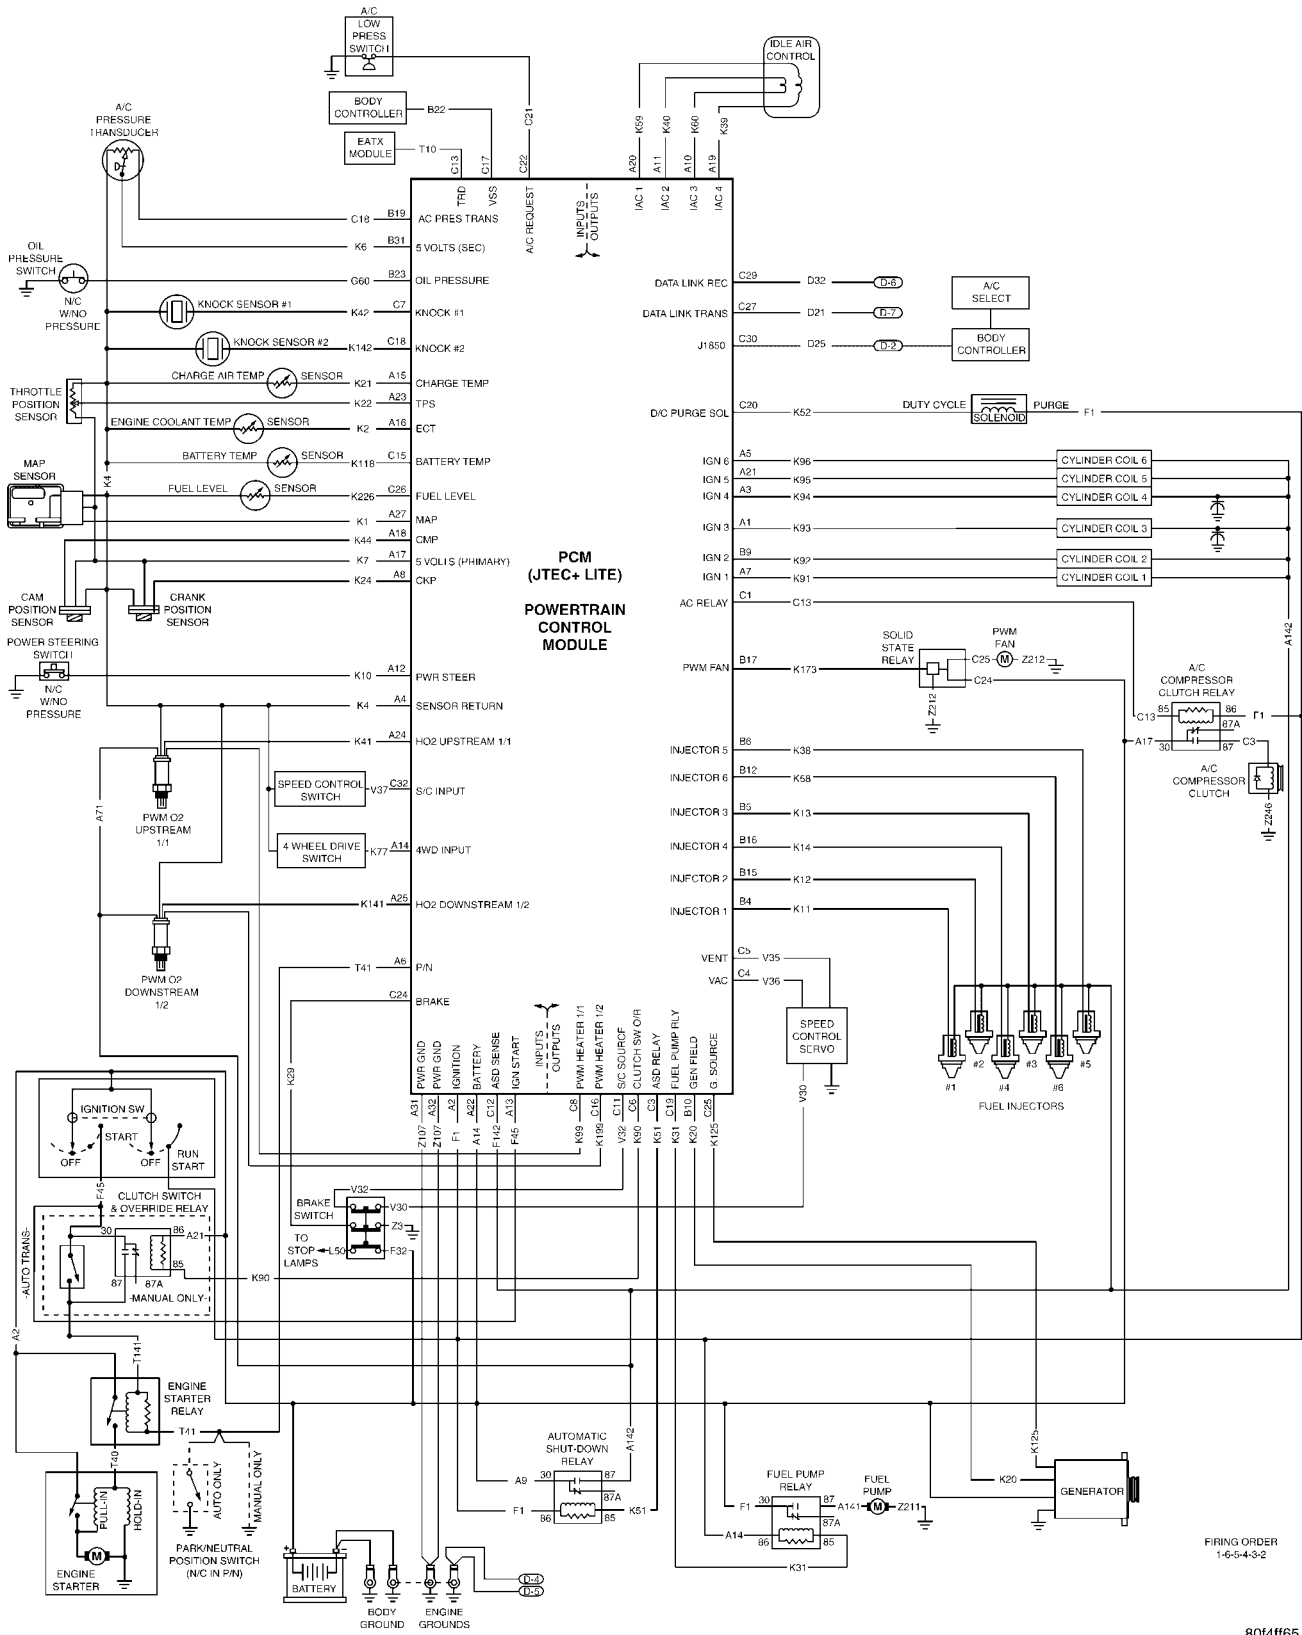 A/C
LOW
PRESS
SWITCH
BODY
CONTROLLER
B22
EATX
MODULE
T10
C13
C17
C21
C22
TRD
VSS
A/C REQUEST
INPUTS
OUTPUTS
IDLE AIR
CONTROL
K59
K40
K60
K39
A20
A11
A10
A19
IAC 1
IAC 2
IAC 3
IAC 4
A/C
PRESSURE
TRANSDUCER
C18
B19
AC PRES TRANS
K6
B31
5 VOLTS (SEC)
OIL
PRESSURE
SWITCH
N/C
W/NO
PRESSURE
G60
B23
OIL PRESSURE
KNOCK SENSOR #1
K42
C7
KNOCK #1
KNOCK SENSOR #2
K142
C18
KNOCK #2
CHARGE AIR TEMP
SENSOR
K21
A15
CHARGE TEMP
THROTTLE
POSITION
SENSOR
K22
A23
TPS
ENGINE COOLANT TEMP
SENSOR
K2
A16
ECT
BATTERY TEMP
SENSOR
K118
C15
BATTERY TEMP
MAP
SENSOR
K4
FUEL LEVEL
SENSOR
K226
C26
FUEL LEVEL
K1
A27
MAP
K44
A18
CMP
K7
A17
5 VOLTS (PRIMARY)
K24
A8
CKP
CAM
POSITION
SENSOR
CRANK
POSITION
SENSOR
POWER STEERING
SWITCH
N/C
W/NO
PRESSURE
K10
A12
PWR STEER
K4
A4
SENSOR RETURN
K41
A24
HO2 UPSTREAM 1/1
SPEED CONTROL
SWITCH
V37
C32
S/C INPUT
A71
PWM O2
UPSTREAM
1/1
4 WHEEL DRIVE
SWITCH
K77
A14
4WD INPUT
K141
A25
HO2 DOWNSTREAM 1/2
PWM O2
DOWNSTREAM
1/2
T41
A6
P/N
C24
BRAKE
PCM
(JTEC+ LITE)
POWERTRAIN
CONTROL
MODULE
DATA LINK REC
C29
D32
D-6
DATA LINK TRANS
C27
D21
D-7
J1850
C30
D25
D-2
A/C
SELECT
BODY
CONTROLLER
D/C PURGE SOL
C20
K52
DUTY CYCLE
PURGE
SOLENOID
F1
IGN 6
A5
K96
CYLINDER COIL 6
IGN 5
A21
K95
CYLINDER COIL 5
IGN 4
A3
K94
CYLINDER COIL 4
IGN 3
A1
K93
CYLINDER COIL 3
IGN 2
B9
K92
CYLINDER COIL 2
IGN 1
A7
K91
CYLINDER COIL 1
AC RELAY
C1
C13
A142
SOLID
STATE
RELAY
PWM
FAN
PWM FAN
B17
K173
C25
M
Z212
C24
Z212
A/C
COMPRESSOR
CLUTCH RELAY
C13
85
86
F1
87A
A17
30
87
C3
A/C
COMPRESSOR
CLUTCH
Z246
INJECTOR 5
B6
K38
INJECTOR 6
B12
K58
INJECTOR 3
B5
K13
INJECTOR 4
B16
K14
INJECTOR 2
B15
K12
INJECTOR 1
B4
K11
VENT
C5
V35
VAC
C4
V36
SPEED
CONTROL
SERVO
V30
#1
#2
#4
#3
#6
#5
FUEL INJECTORS
PWR GND
PWR GND
IGNITION
BATTERY
ASD SENSE
IGN START
INPUTS
OUTPUTS
PWM HEATER 1/1
PWM HEATER 1/2
S/C SOURCE
CLUTCH SW O/R
ASD RELAY
FUEL PUMP RLY
GEN FIELD
G. SOURCE
A31
A32
A2
A22
C12
A13
C8
C16
C11
C6
C3
C19
B10
C25
Z107
Z107
F1
A14
F142
F45
K99
K199
V32
K90
K51
K31
K20
K125
K29
IGNITION SW
START
OFF
OFF
RUN
START
F45
CLUTCH SWITCH
& OVERRIDE RELAY
30
86
A21
85
87
87A
-MANUAL ONLY-
-AUTO TRANS-
V32
BRAKE
SWITCH
V30
Z3
TO
STOP
LAMPS
L50
F32
K90
A2
T141
ENGINE
STARTER
RELAY
T41
T40
PULL-IN
HOLD-IN
M
ENGINE
STARTER
AUTO ONLY
MANUAL ONLY
PARK/NEUTRAL
POSITION SWITCH
(N/C IN P/N)
+
-
BATTERY
BODY
GROUND
ENGINE
GROUNDS
D-4
D-5
AUTOMATIC
SHUT-DOWN
RELAY
A142
A9
30
87
87A
F1
86
85
K51
FUEL PUMP
RELAY
FUEL
PUMP
F1
30
87
A141
M
Z211
87A
A14
86
85
K31
K125
K20
GENERATOR
FIRING ORDER
1-6-5-4-3-2
80f4ff65